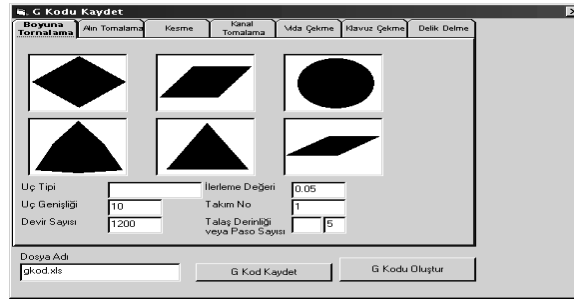 G Kodu Kaydet
Boyuna Tornalama
Alın Tornalama
Kesme
Kanal Tornalama
Vida Çekme
Klavuz Çekme
Delik Delme
Uç Tipi
İlerleme Değeri 0.05
Uç Genişliği 10
Takım No 1
Devir Sayısı 1200
Talaş Derinliği
veya Paso Sayısı 5
Dosya Adı
gkod.xls
G Kod Kaydet
G Kodu Oluştur